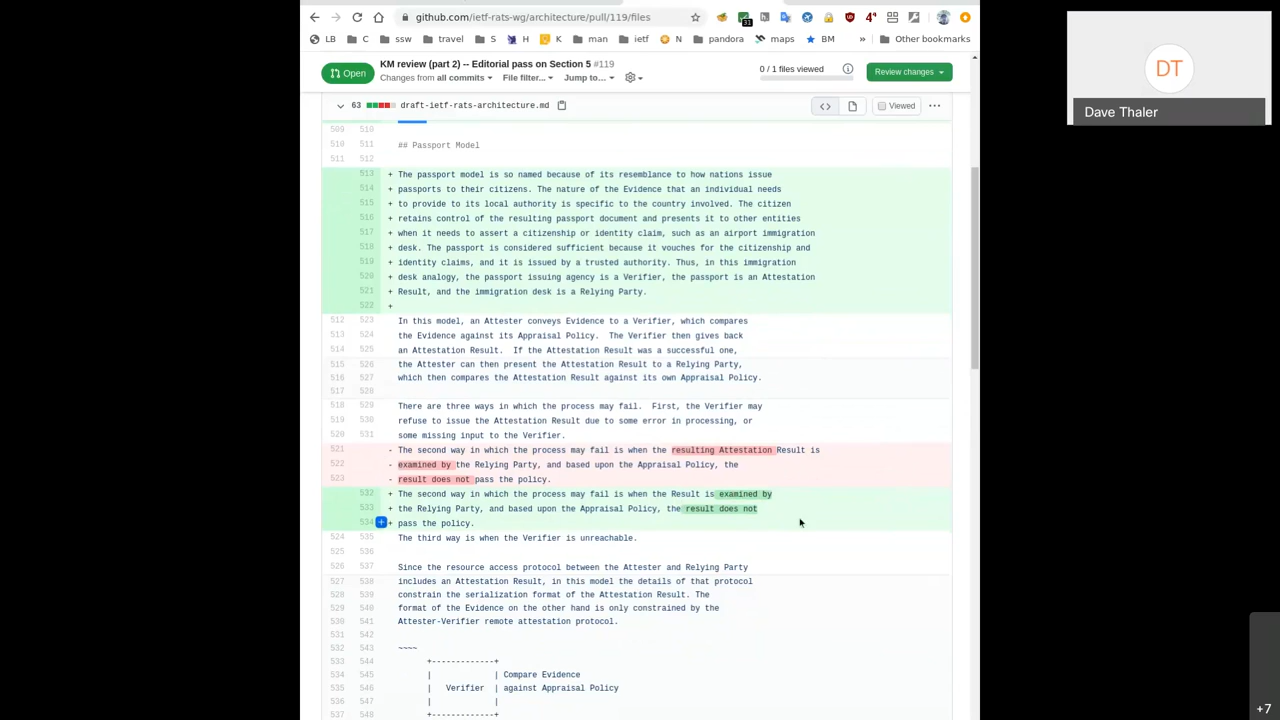 github.com/ietf-rats-wg/architecture/pull/119/files
31
4°
LB C ssw travel S H K man ietf N pandora maps BM » Other bookmarks
Open
KM review (part 2) -- Editorial pass on Section 5 #119
Changes from all commits File filter... Jump to...
0 / 1 files viewed
Review changes
63 draft-ietf-rats-architecture.md
Viewed
509 510
510 511 ## Passport Model
511 512
513 + The passport model is so named because of its resemblance to how nations issue
514 + passports to their citizens. The nature of the Evidence that an individual needs
515 + to provide to its local authority is specific to the country involved. The citizen
516 + retains control of the resulting passport document and presents it to other entities
517 + when it needs to assert a citizenship or identity claim, such as an airport immigration
518 + desk. The passport is considered sufficient because it vouches for the citizenship and
519 + identity claims, and it is issued by a trusted authority. Thus, in this immigration
520 + desk analogy, the passport issuing agency is a Verifier, the passport is an Attestation
521 + Result, and the immigration desk is a Relying Party.
522 +
512 523 In this model, an Attester conveys Evidence to a Verifier, which compares
513 524 the Evidence against its Appraisal Policy. The Verifier then gives back
514 525 an Attestation Result. If the Attestation Result was a successful one,
515 526 the Attester can then present the Attestation Result to a Relying Party,
516 527 which then compares the Attestation Result against its own Appraisal Policy.
517 528
518 529 There are three ways in which the process may fail. First, the Verifier may
519 530 refuse to issue the Attestation Result due to some error in processing, or
520 531 some missing input to the Verifier.
521 - The second way in which the process may fail is when the resulting Attestation Result is
522 - examined by the Relying Party, and based upon the Appraisal Policy, the
523 - result does not pass the policy.
532 + The second way in which the process may fail is when the Result is examined by
533 + the Relying Party, and based upon the Appraisal Policy, the result does not
534 + pass the policy.
524 535 The third way is when the Verifier is unreachable.
525 536
526 537 Since the resource access protocol between the Attester and Relying Party
527 538 includes an Attestation Result, in this model the details of that protocol
528 539 constrain the serialization format of the Attestation Result. The
529 540 format of the Evidence on the other hand is only constrained by the
530 541 Attester-Verifier remote attestation protocol.
531 542
532 543 ~~~~
533 544 +-------------+
534 545 | | Compare Evidence
535 546 | Verifier | against Appraisal Policy
536 547 | |
537 548 +-------------+
DT
Dave Thaler
+7